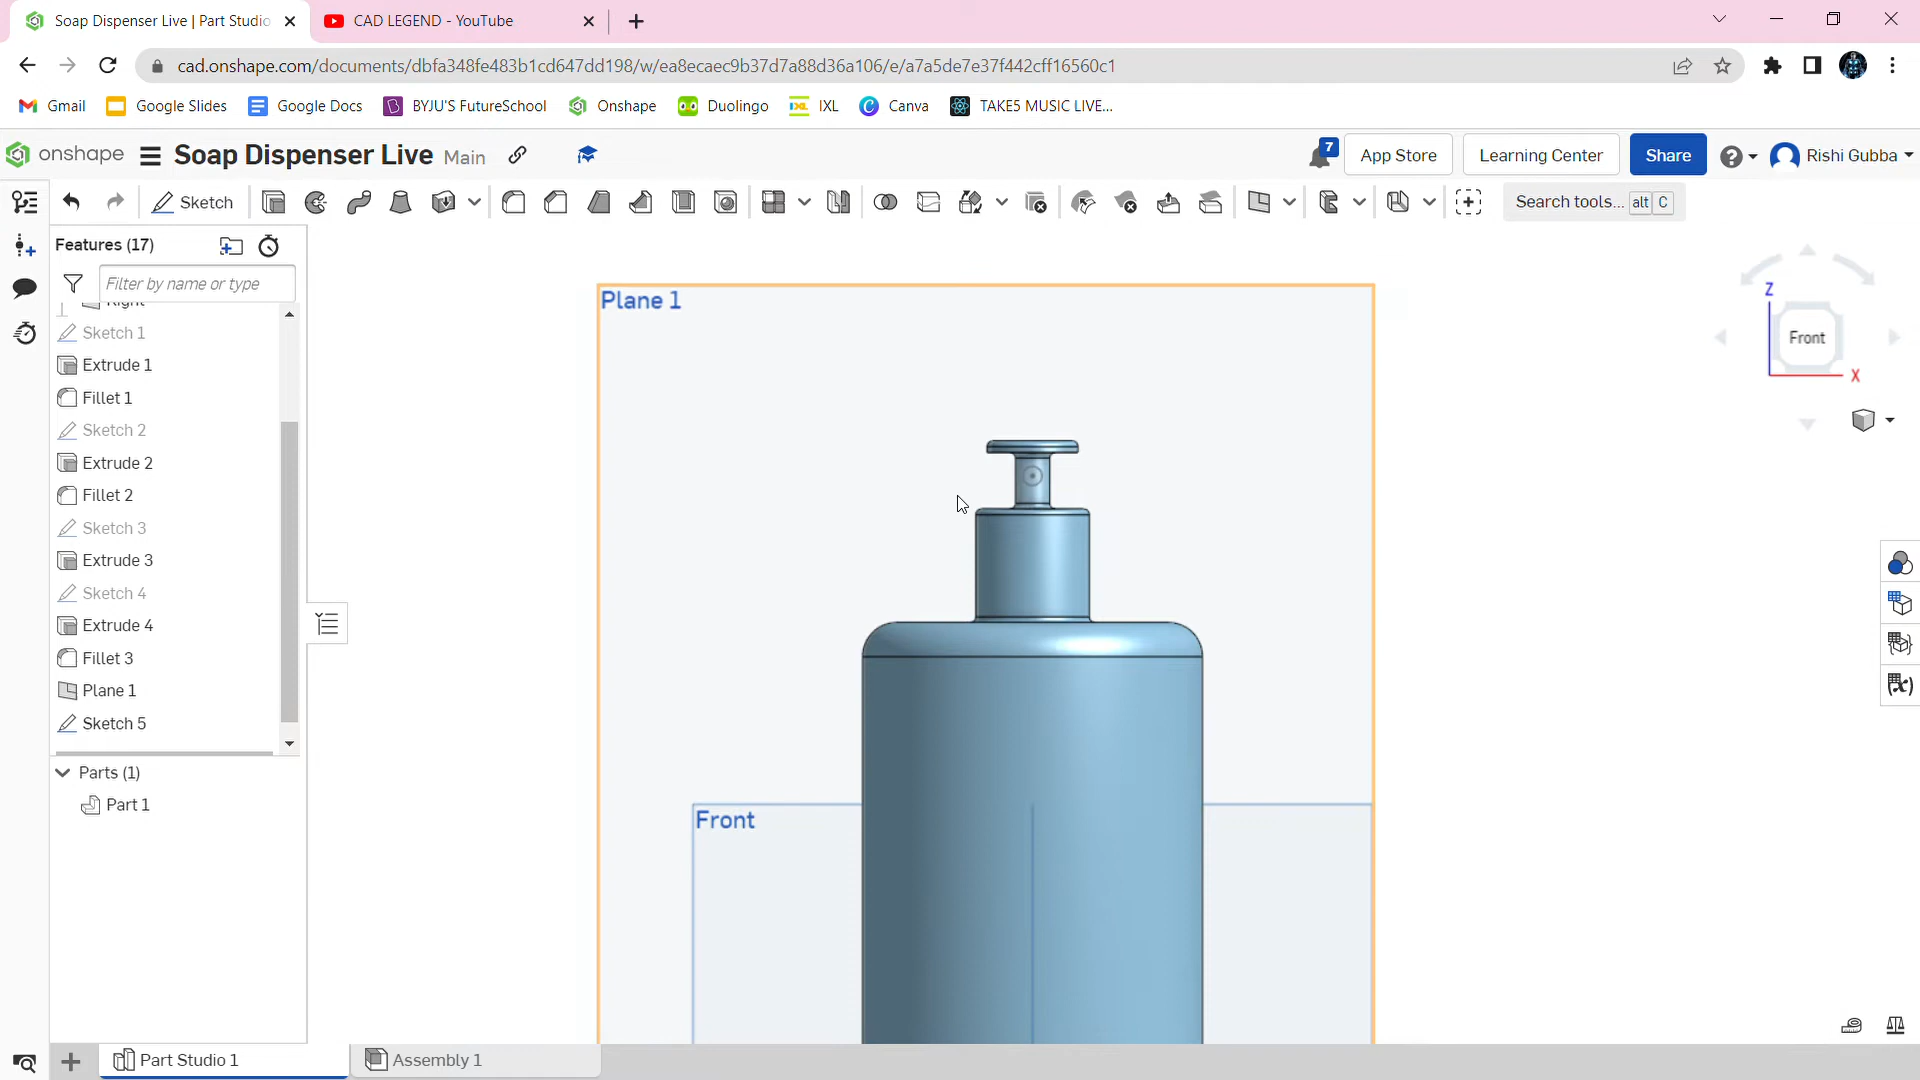 Soap Dispenser Live | Part Studio
CAD LEGEND - YouTube
cad.onshape.com/documents/dbfa348fe483b1cd647dd198/w/ea8ecaec9b37d7a88d36a106/e/a7a5de7e37f442cff16560c1
Gmail Google Slides Google Docs BYJU'S FutureSchool Onshape Duolingo IXL Canva TAKE5 MUSIC LIVE...
onshape Soap Dispenser Live Main 7 App Store Learning Center Share Rishi Gubba
Sketch Search tools... alt C
Features (17)
Filter by name or type
Right
Sketch 1
Extrude 1
Fillet 1
Sketch 2
Extrude 2
Fillet 2
Sketch 3
Extrude 3
Sketch 4
Extrude 4
Fillet 3
Plane 1
Sketch 5
Parts (1)
Part 1
Plane 1
Front
Z
Front
X
Part Studio 1
Assembly 1